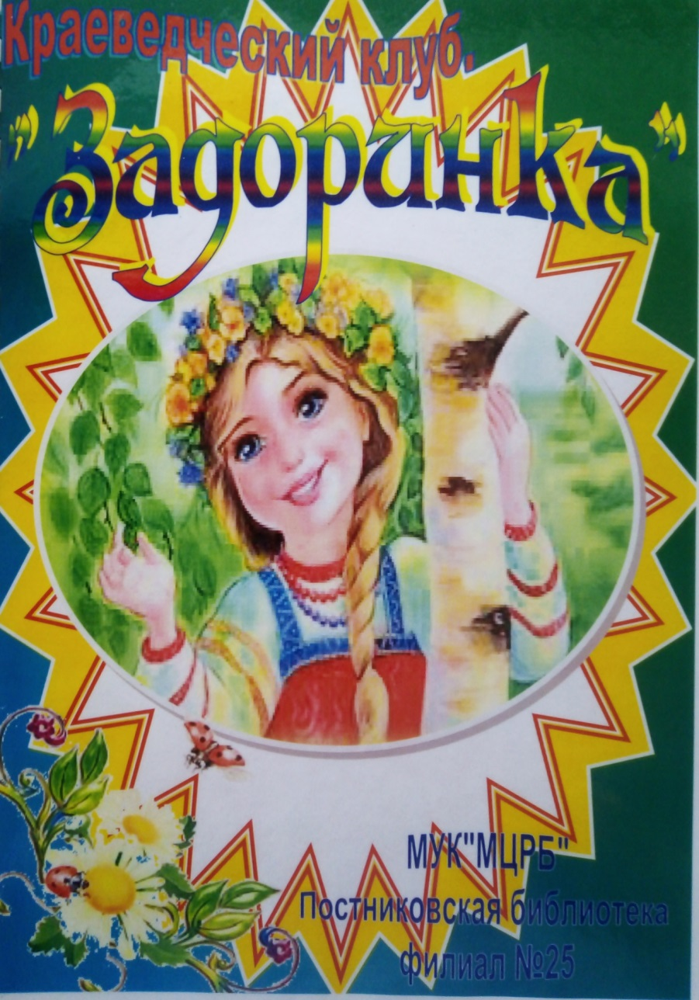 Краеведческий клуб.
"Задоринка"
МУК"МЦРБ"
Постниковская библиотека
филиал №25